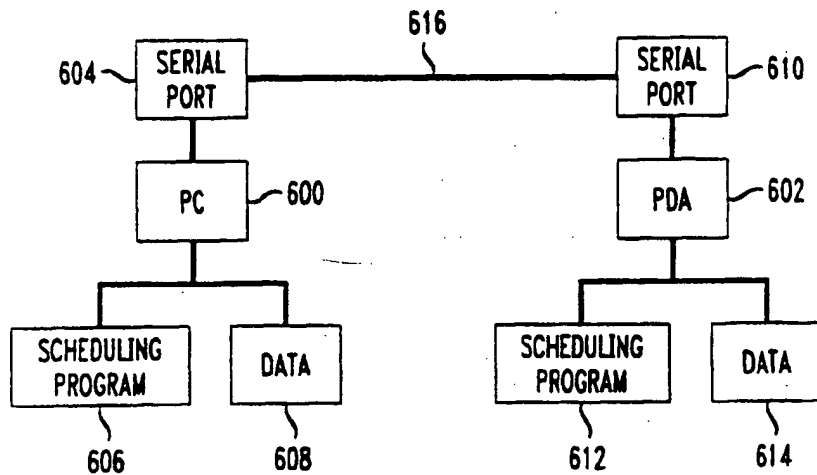 616
604
SERIAL
PORT
SERIAL
PORT
610
PC
600
PDA
602
SCHEDULING
PROGRAM
DATA
SCHEDULING
PROGRAM
DATA
606
608
612
614